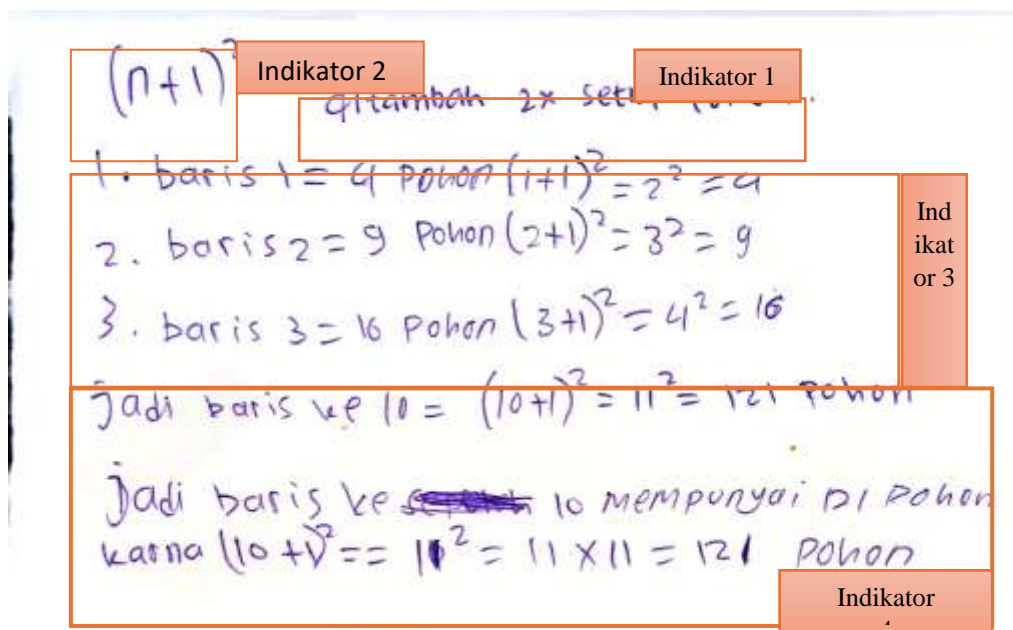 (n+1)²
Indikator 2
Indikator 1
ditambah 2x
1. baris 1 = 4 pohon (1+1)² = 2² = 4
2. baris 2 = 9 pohon (2+1)² = 3² = 9
Ind
ikat
or 3
3. baris 3 = 16 pohon (3+1)² = 4² = 16
Jadi baris ke 10 = (10+1)² = 11² = 121 pohon
Jadi baris ke 10 mempunyai 121 pohon
karna (10+1)² == 11² = 11 x 11 = 121 pohon
Indikator